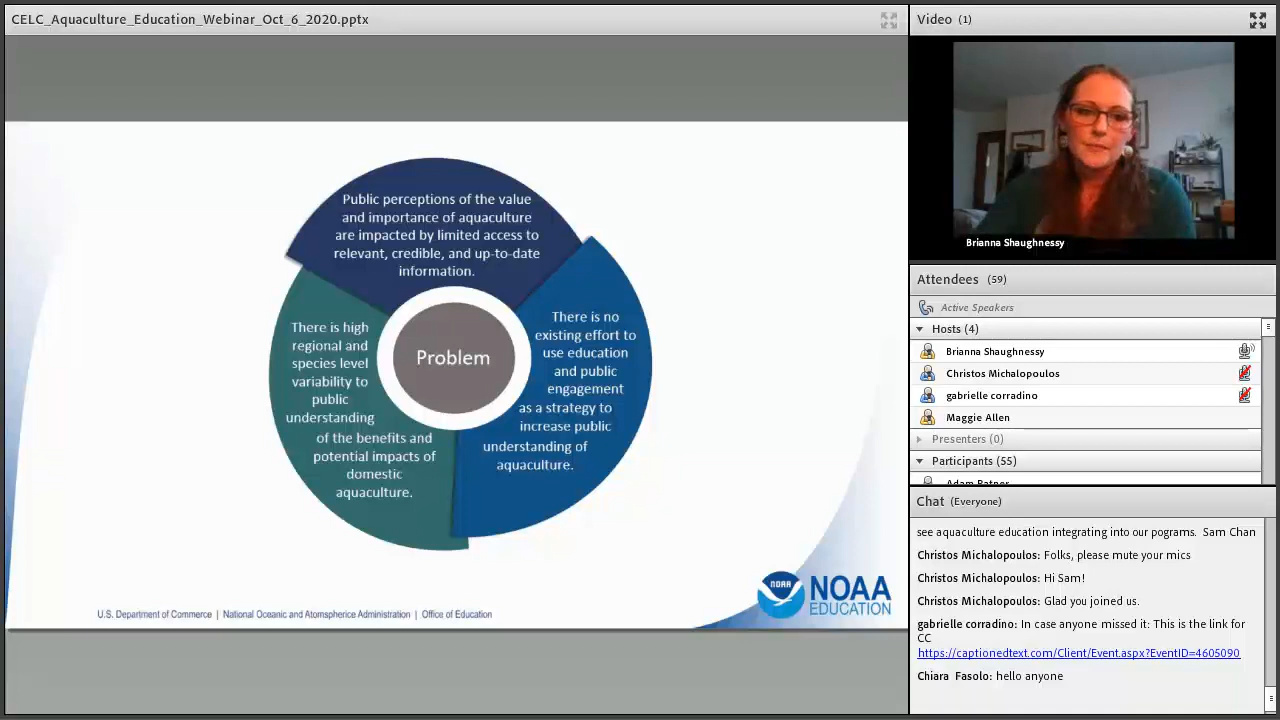 CELC_Aquaculture_Education_Webinar_Oct_6_2020.pptx
Public perceptions of the value
and importance of aquaculture
are impacted by limited access to
relevant, credible, and up-to-date
information.
There is no
existing effort to
use education
and public
engagement
as a strategy to
increase public
understanding of
aquaculture.
There is high
regional and
species level
variability to
public
understanding
of the benefits and
potential impacts of
domestic
aquaculture.
Problem
U.S. Department of Commerce | National Oceanic and Atomspherice Administration | Office of Education
NOAA
NOAA
EDUCATION
Video (1)
Brianna Shaughnessy
Attendees (59)
Active Speakers
Hosts (4)
Brianna Shaughnessy
Christos Michalopoulos
gabrielle corradino
Maggie Allen
Presenters (0)
Participants (55)
Chat (Everyone)
see aquaculture education integrating into our pograms. Sam Chan
Christos Michalopoulos: Folks, please mute your mics
Christos Michalopoulos: Hi Sam!
Christos Michalopoulos: Glad you joined us.
gabrielle corradino: In case anyone missed it: This is the link for
CC
https://captionedtext.com/Client/Event.aspx?EventID=4605090
Chiara Fasolo: hello anyone